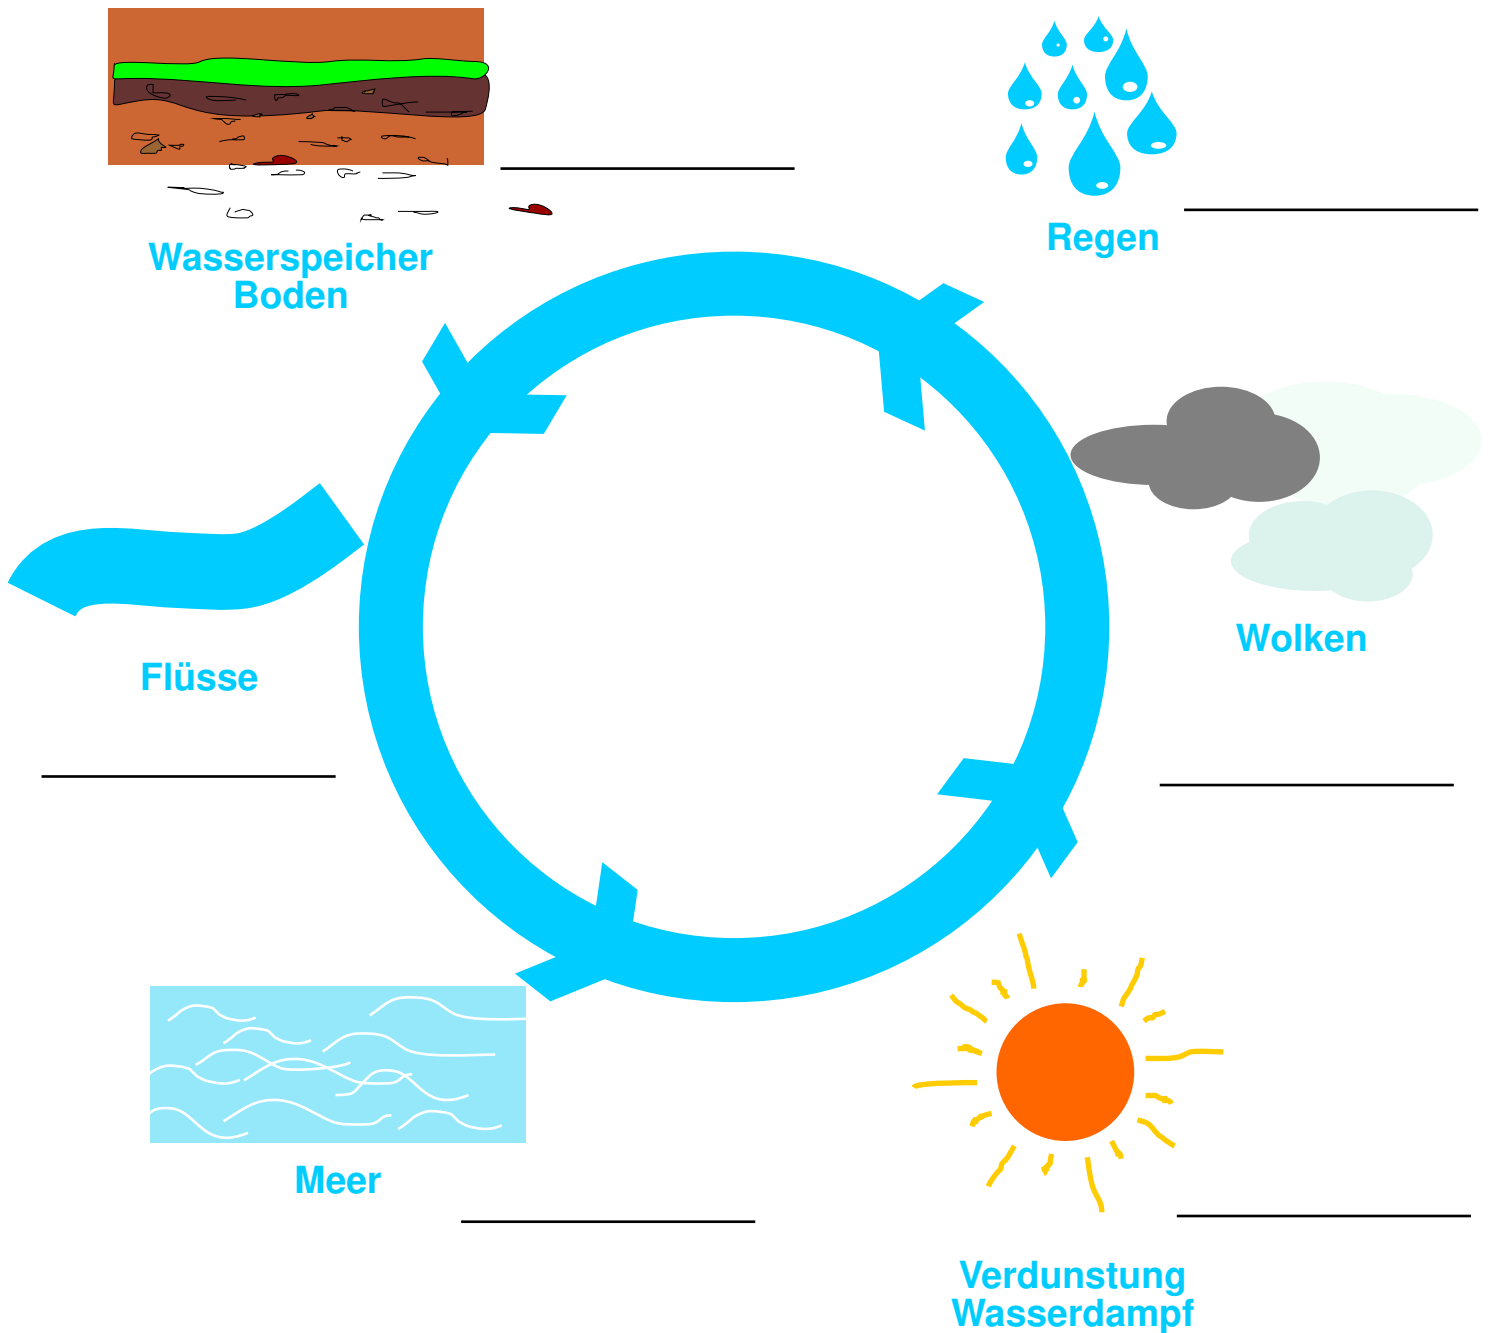 Regen
Wasserspeicher
Boden
Wolken
Flüsse
Meer
Verdunstung
Wasserdampf